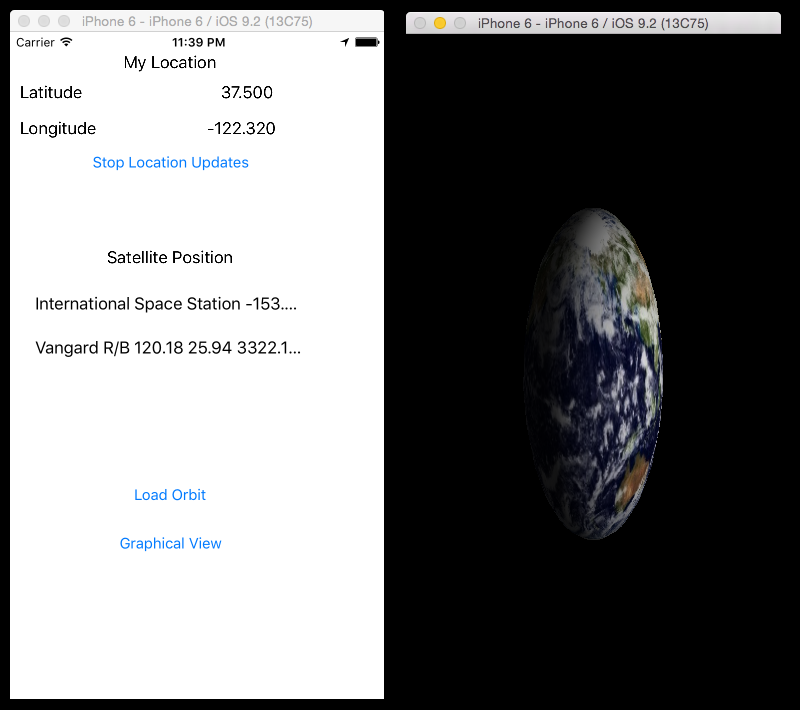 iPhone 6 - iPhone 6 / iOS 9.2 (13C75)
Carrier 11:39 PM
My Location
Latitude 37.500
Longitude -122.320
Stop Location Updates
Satellite Position
International Space Station -153....
Vangard R/B 120.18 25.94 3322.1...
Load Orbit
Graphical View
iPhone 6 - iPhone 6 / iOS 9.2 (13C75)